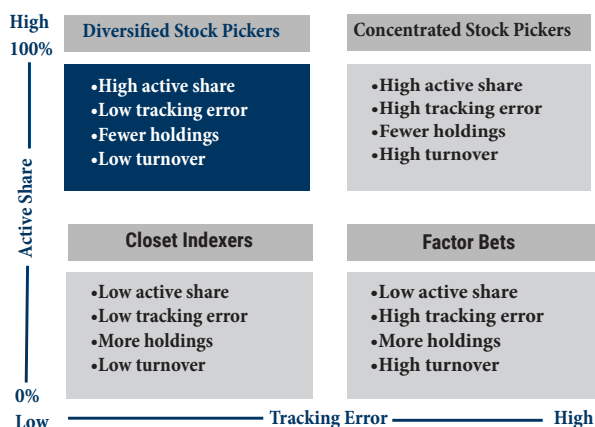 High
100%
Diversified Stock Pickers
•High active share
•Low tracking error
•Fewer holdings
•Low turnover
Concentrated Stock Pickers
•High active share
•High tracking error
•Fewer holdings
•High turnover
Active Share
Closet Indexers
•Low active share
•Low tracking error
•More holdings
•Low turnover
Factor Bets
•Low active share
•High tracking error
•More holdings
•High turnover
0%
Low
Tracking Error
High